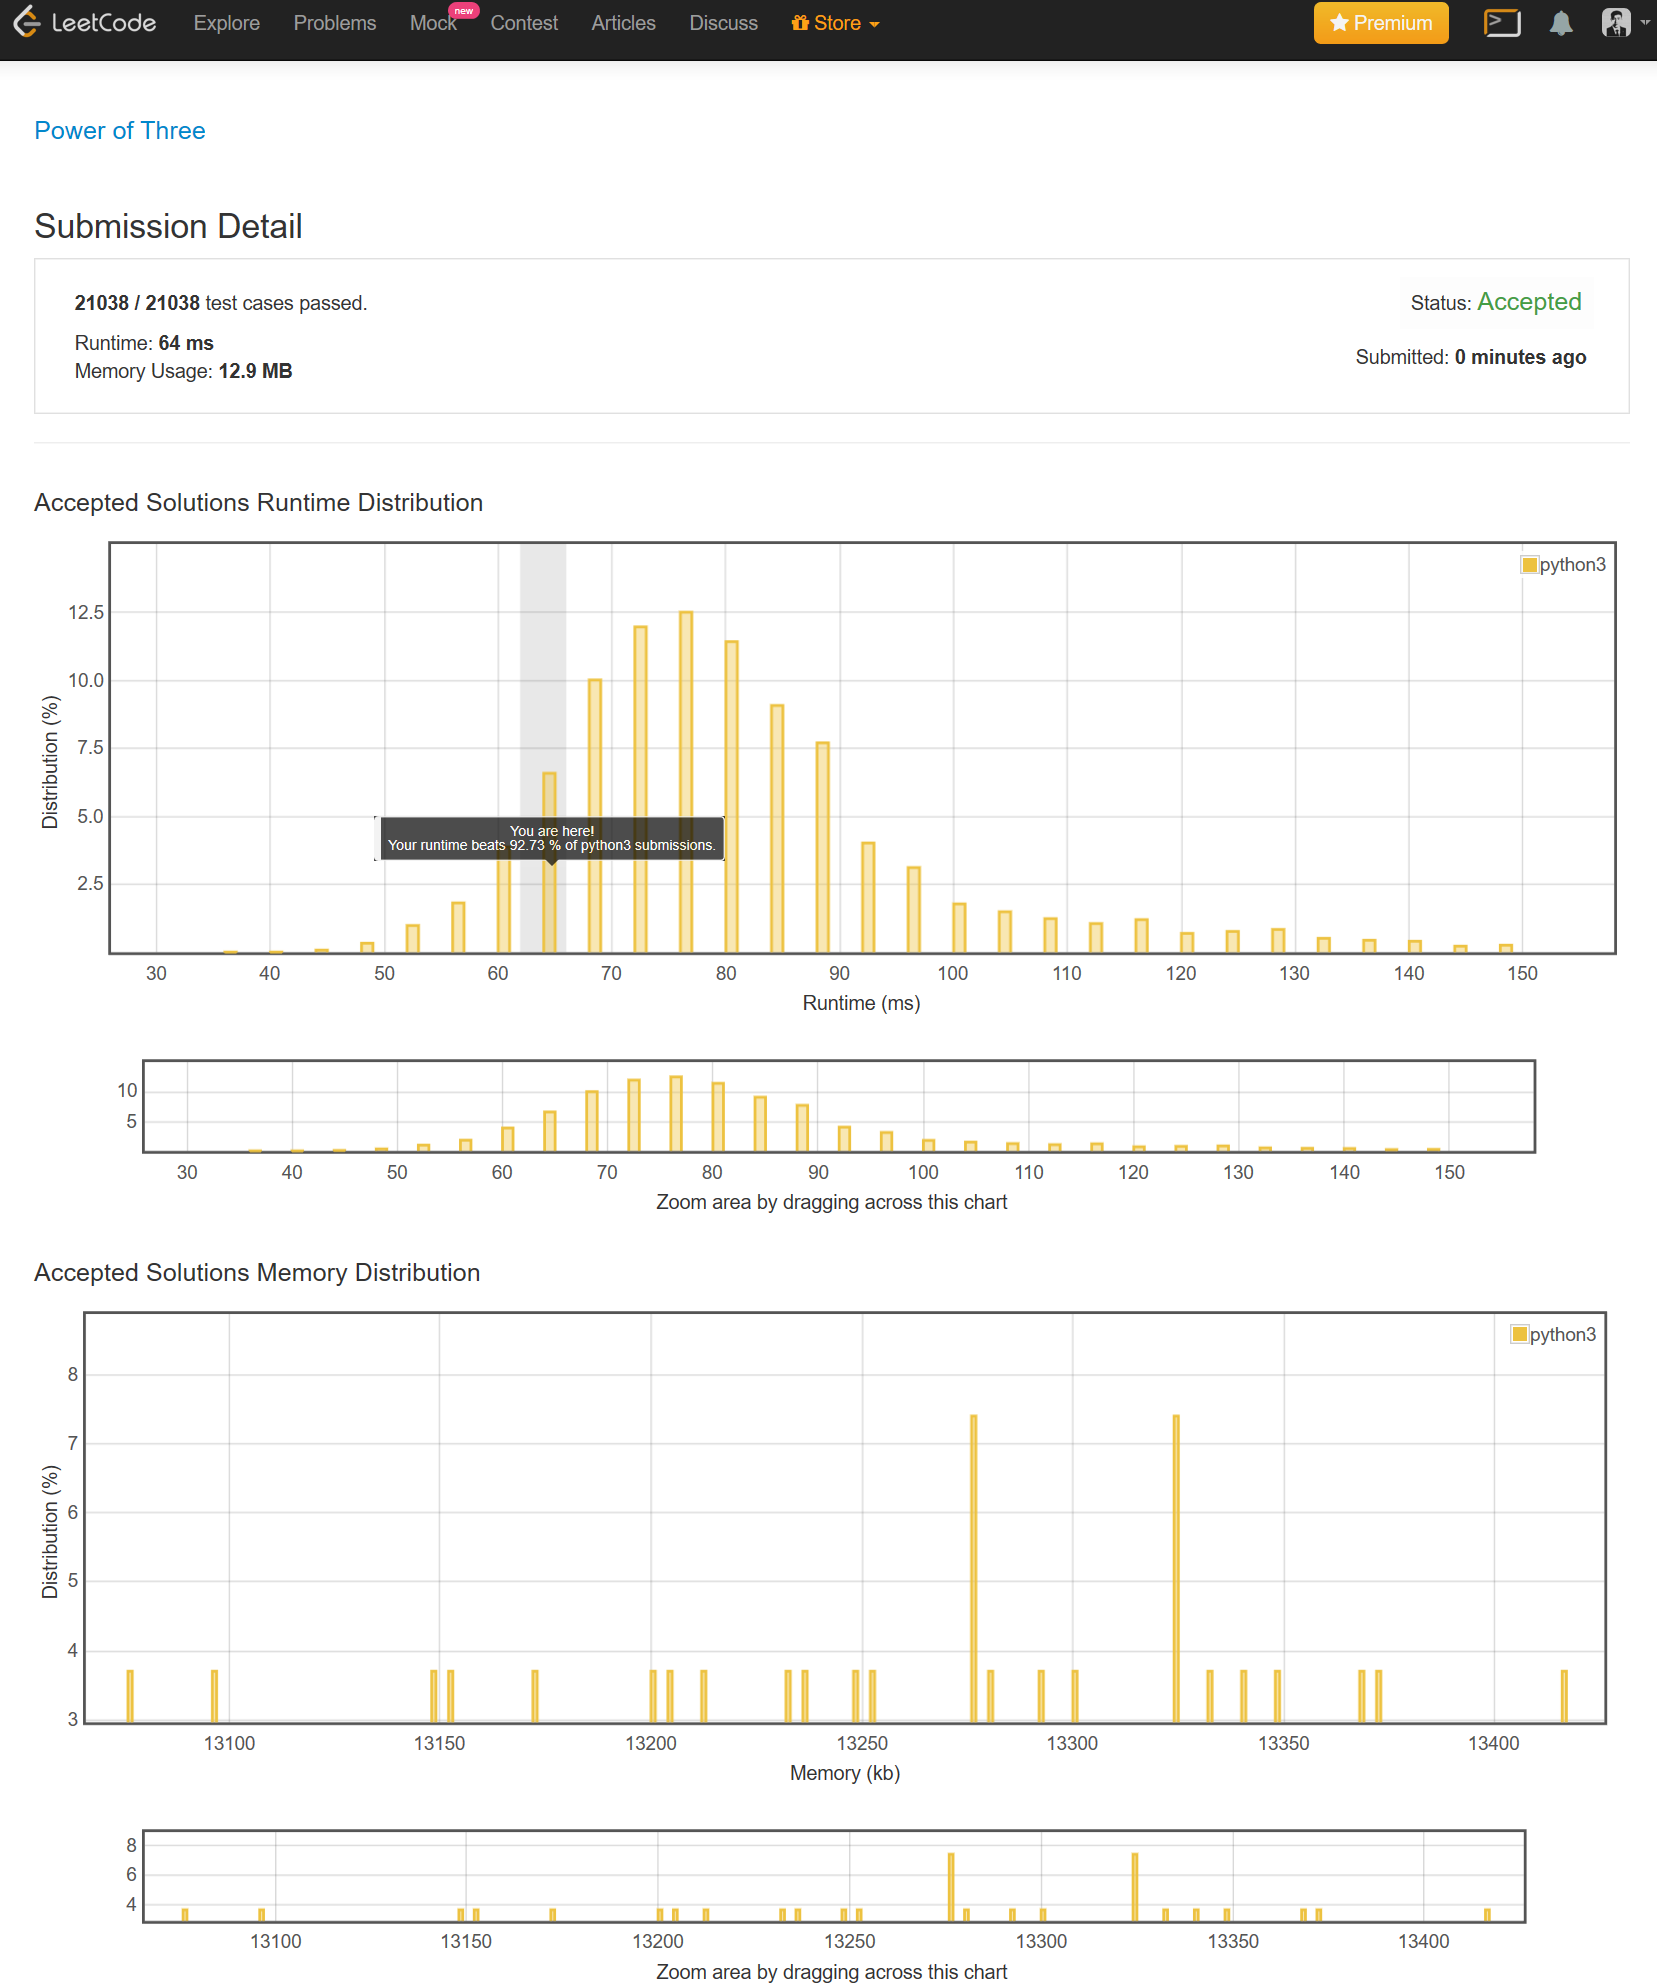 LeetCode Explore Problems Mock new Contest Articles Discuss Store Premium
Power of Three
Submission Detail
21038 / 21038 test cases passed.
Status: Accepted
Runtime: 64 ms
Submitted: 0 minutes ago
Memory Usage: 12.9 MB
Accepted Solutions Runtime Distribution
python3
12.5
10.0
7.5
5.0
2.5
Distribution (%)
You are here!
Your runtime beats 92.73 % of python3 submissions.
30 40 50 60 70 80 90 100 110 120 130 140 150
Runtime (ms)
10
5
30 40 50 60 70 80 90 100 110 120 130 140 150
Zoom area by dragging across this chart
Accepted Solutions Memory Distribution
python3
8
7
6
5
4
3
Distribution (%)
13100 13150 13200 13250 13300 13350 13400
Memory (kb)
8
6
4
13100 13150 13200 13250 13300 13350 13400
Zoom area by dragging across this chart